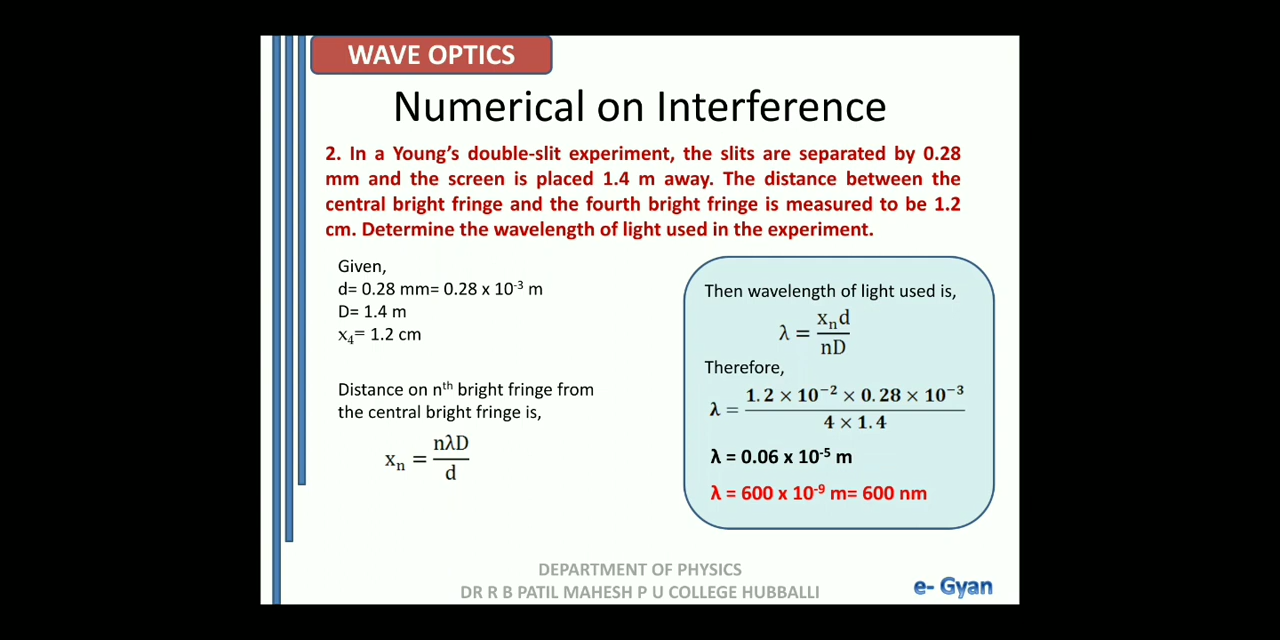 WAVE OPTICS
Numerical on Interference
2. In a Young's double-slit experiment, the slits are separated by 0.28
mm and the screen is placed 1.4 m away. The distance between the
central bright fringe and the fourth bright fringe is measured to be 1.2
cm. Determine the wavelength of light used in the experiment.
Given,
d= 0.28 mm= 0.28 x 10⁻³ m
D= 1.4 m
x₄= 1.2 cm
Distance on nᵗʰ bright fringe from
the central bright fringe is,
xₙ = nλD / d
Then wavelength of light used is,
λ = xₙd / nD
Therefore,
λ = 1.2 × 10⁻² × 0.28 × 10⁻³ / 4 × 1.4
λ = 0.06 x 10⁻⁵ m
λ = 600 x 10⁻⁹ m= 600 nm
DEPARTMENT OF PHYSICS
DR R B PATIL MAHESH P U COLLEGE HUBBALLI
e- Gyan